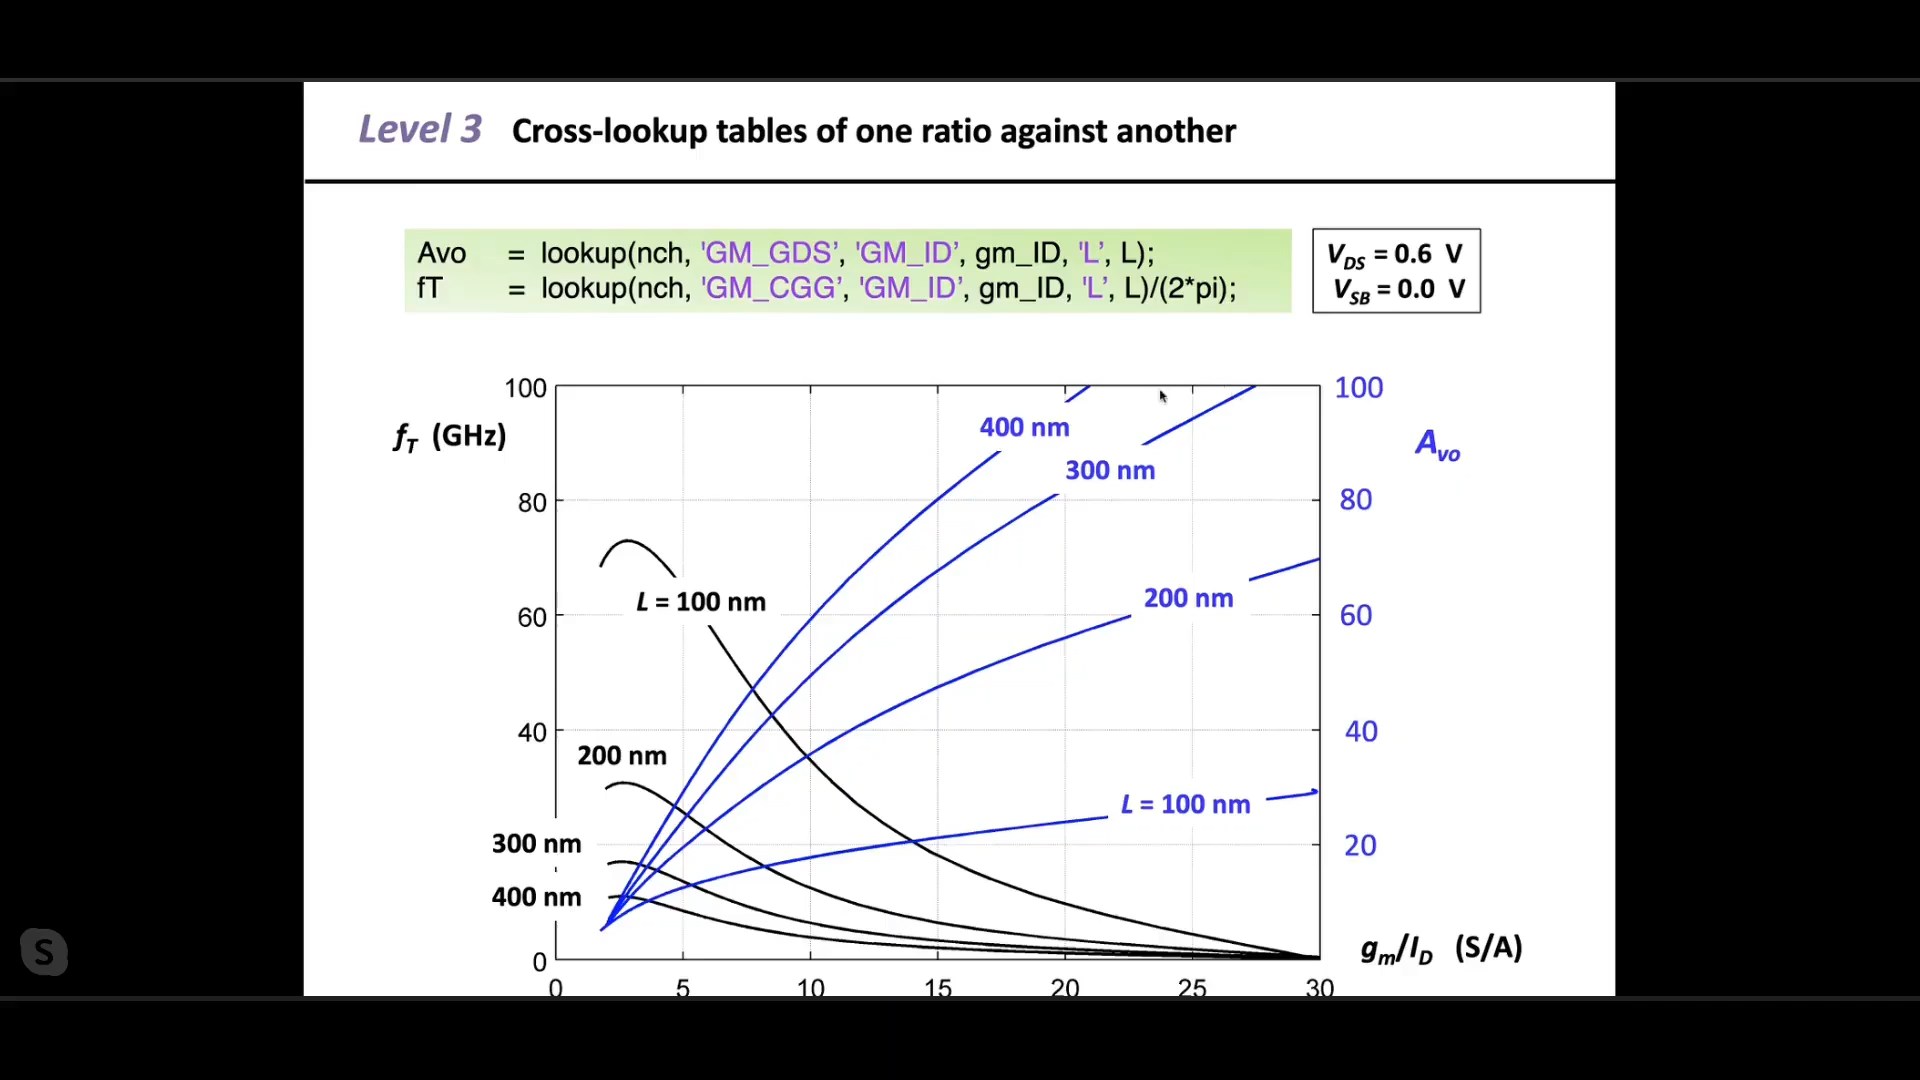 Level 3 Cross-lookup tables of one ratio against another
Avo = lookup(nch, 'GM_GDS’, 'GM_ID’, gm_ID, 'L’, L);
fT = lookup(nch, 'GM_CGG’, 'GM_ID’, gm_ID, 'L’, L)/(2*pi);
VDS = 0.6 V
VSB = 0.0 V
100
fT (GHz)
80
60
40
20
0
100
Avo
80
60
40
20
400 nm
300 nm
200 nm
L = 100 nm
L = 100 nm
200 nm
300 nm
400 nm
gm/ID (S/A)
0 5 10 15 20 25 30
S